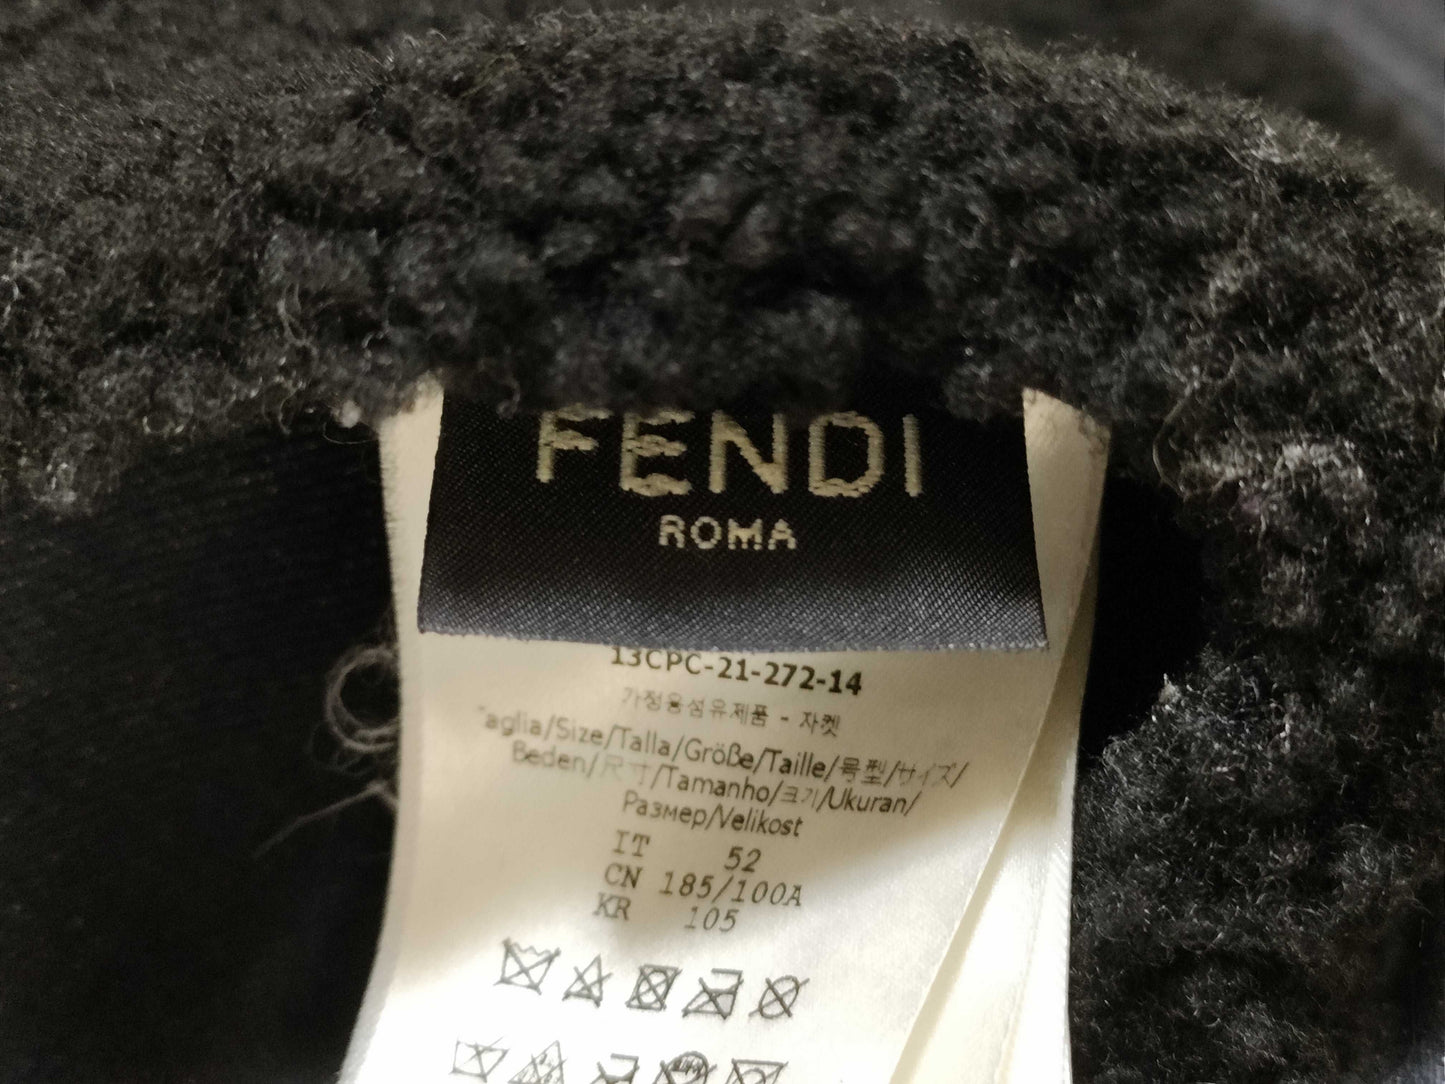 FENDI
ROMA
13CPC-21-272-14
가정용섬유제품 - 자켓
aglia/Size/Talla/Größe/Taille/号型/サイズ/
Beden/尺寸/Tamanho/크기/Ukuran/
Размер/Velikost
IT 52
CN 185/100A
KR 105